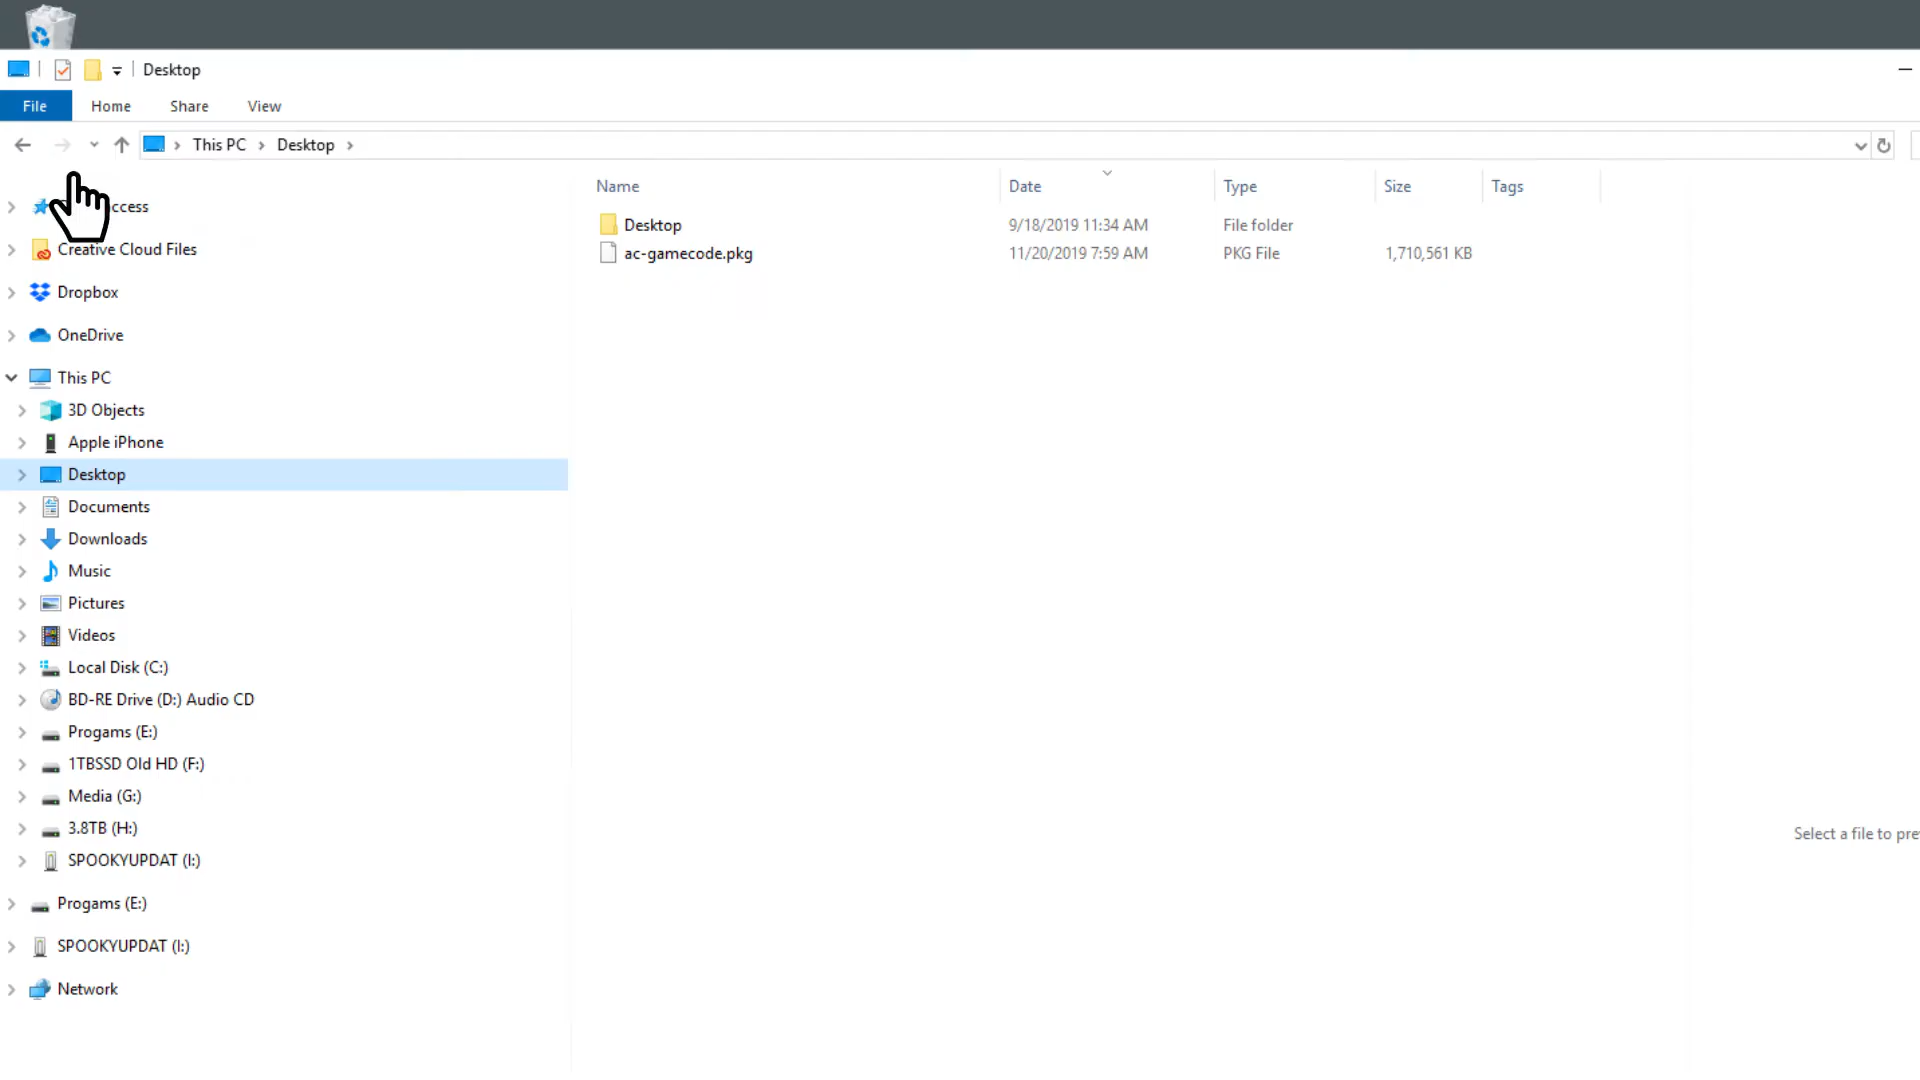 Desktop
File Home Share View
This PC Desktop
Name Date Type Size Tags
Desktop 9/18/2019 11:34 AM File folder
ac-gamecode.pkg 11/20/2019 7:59 AM PKG File 1,710,561 KB
Creative Cloud Files
Dropbox
OneDrive
This PC
3D Objects
Apple iPhone
Desktop
Documents
Downloads
Music
Pictures
Videos
Local Disk (C:)
BD-RE Drive (D:) Audio CD
Progams (E:)
1TBSSD Old HD (F:)
Media (G:)
3.8TB (H:)
Select a file to
SPOOKYUPDAT (I:)
Progams (E:)
SPOOKYUPDAT (I:)
Network